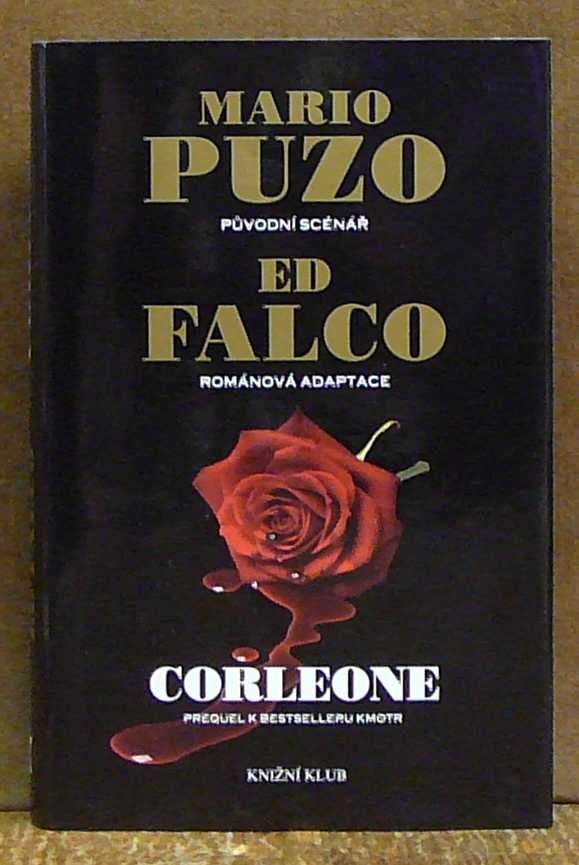 MARIO
PUZO
PŮVODNÍ SCÉNÁŘ
ED
FALCO
ROMÁNOVÁ ADAPTACE
CORLEONE
PREQUEL K BESTSELLERU KMOTR
KNIŽNÍ KLUB